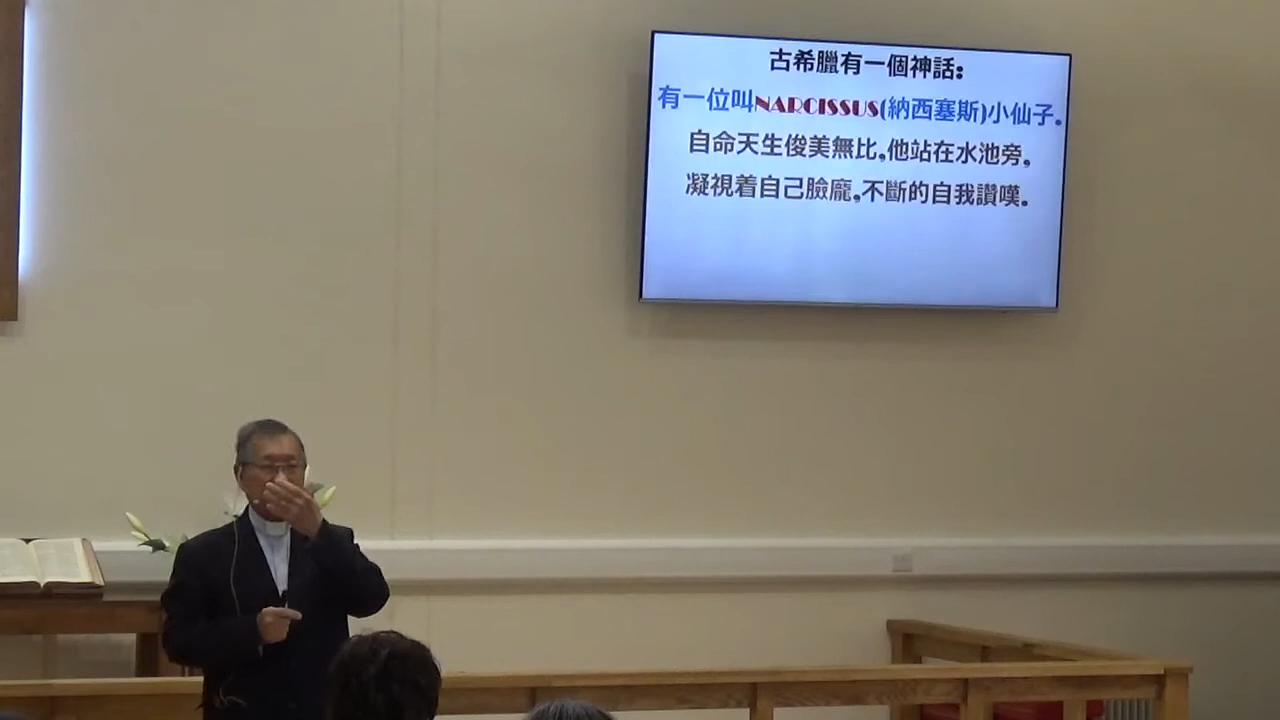 古希臘有一個神話:
有一位叫NARCISSUS(納西塞斯)小仙子。
自命天生俊美無比,他站在水池旁。
凝視着自己臉龐,不斷的自我讚嘆。